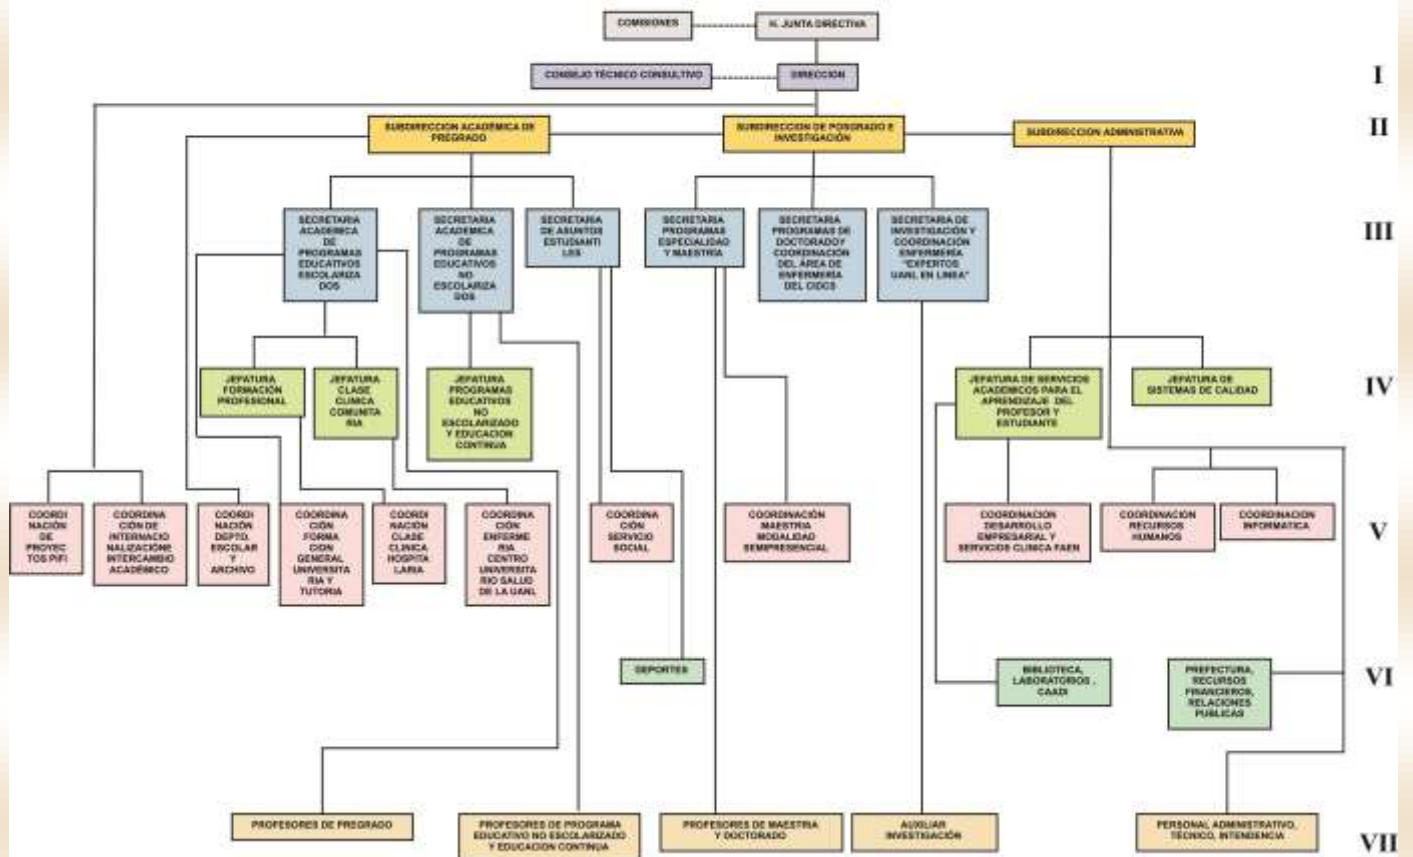 COMISIONES
H. JUNTA DIRECTIVA
CONSEJO TÉCNICO CONSULTIVO
DIRECCIÓN
I
SUBDIRECCION ACADÉMICA DE
PREGRADO
SUBDIRECCION DE POSGRADO E
INVESTIGACIÓN
SUBDIRECCION ADMINISTRATIVA
II
SECRETARIA
ACADEMICA
DE
PROGRAMAS
EDUCATIVOS
ESCOLARIZA
DOS
SECRETARIA
ACADEMICA
DE
PROGRAMAS
EDUCATIVOS
NO
ESCOLARIZA
DOS
SECRETARIA
DE ASUNTOS
ESTUDIANTI
LES
SECRETARIA
PROGRAMAS
ESPECIALIDAD
Y MAESTRÍA
SECRETARIA
PROGRAMAS DE
DOCTORADOY
COORDINACIÓN
DEL ÁREA DE
ENFERMERÍA
DEL CIDCS
SECRETARIA DE
INVESTIGACIÓN Y
COORDINACIÓN
ENFERMERÍA
"EXPERTOS
UANL EN LINEA"
III
JEFATURA
FORMACIÓN
PROFESIONAL
JEFATURA
CLASE
CLINICA
COMUNITA
RIA
JEFATURA
PROGRAMAS
EDUCATIVOS
NO
ESCOLARIZADO
Y EDUCACION
CONTINUA
JEFATURA DE SERVICIOS
ACADEMICOS PARA EL
APRENDIZAJE DEL
PROFESOR Y
ESTUDIANTE
JEFATURA DE
SISTEMAS DE CALIDAD
IV
COORDI
NACIÓN
DE
PROYEC
TOS PIFI
COORDINA
CIÓN DE
INTERNACIO
NALIZACIÓNE
INTERCAMBIO
ACADÉMICO
COORDI
NACIÓN
DEPTO.
ESCOLAR
Y
ARCHIVO
COORDINA
CIÓN
FORMA
CION
GENERAL
UNIVERSITA
RIA Y
TUTORIA
COORDI
NACIÓN
CLASE
CLINICA
HOSPITA
LARIA
COORDINA
CIÓN
ENFERME
RIA
CENTRO
UNIVERSITA
RIO SALUD
DE LA UANL
COORDINA
CIÓN
SERVICIO
SOCIAL
COORDINACIÓN
MAESTRIA
MODALIDAD
SEMIPRESENCIAL
COORDINACION
DESARROLLO
EMPRESARIAL Y
SERVICIOS CLINICA FAEN
COORDINACION
RECURSOS
HUMANOS
COORDINACION
INFORMATICA
V
DEPORTES
BIBLIOTECA,
LABORATORIOS ,
CAADI
PREFECTURA,
RECURSOS
FINANCIEROS,
RELACIONES
PUBLICAS
VI
PROFESORES DE PREGRADO
PROFESORES DE PROGRAMA
EDUCATIVO NO ESCOLARIZADO
Y EDUCACION CONTINUA
PROFESORES DE MAESTRIA
Y DOCTORADO
AUXILIAR
INVESTIGACIÓN
PERSONAL ADMINISTRATIVO,
TÉCNICO, INTENDENCIA
VII